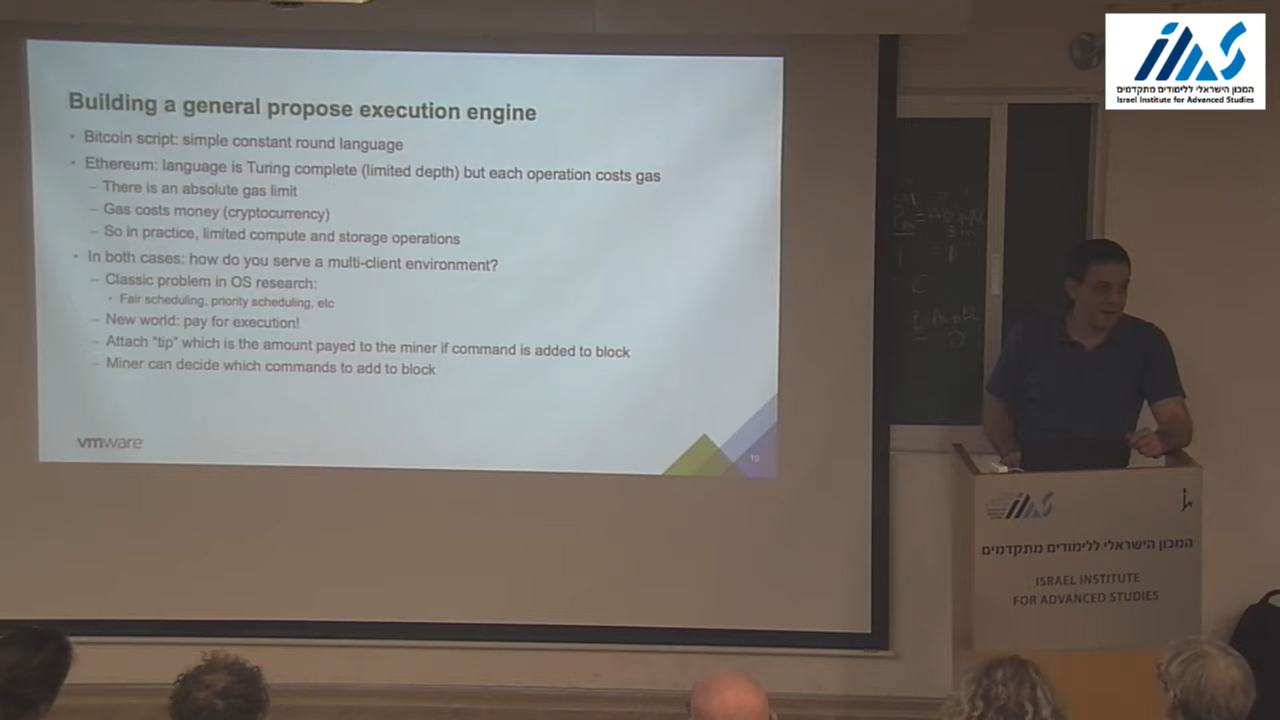 Building a general propose execution engine
• Bitcoin script: simple constant round language
• Ethereum: language is Turing complete (limited depth) but each operation costs gas
– There is an absolute gas limit
– Gas costs money (cryptocurrency)
– So in practice, limited compute and storage operations
• In both cases: how do you serve a multi-client environment?
– Classic problem in OS research:
• Fair scheduling, priority scheduling, etc
– New world: pay for execution!
– Attach "tip" which is the amount payed to the miner if command is added to block
– Miner can decide which commands to add to block
vmware
19
המכון הישראלי ללימודים מתקדמים
Israel Institute for Advanced Studies
המכון הישראלי ללימודים מתקדמים
ISRAEL INSTITUTE
FOR ADVANCED STUDIES